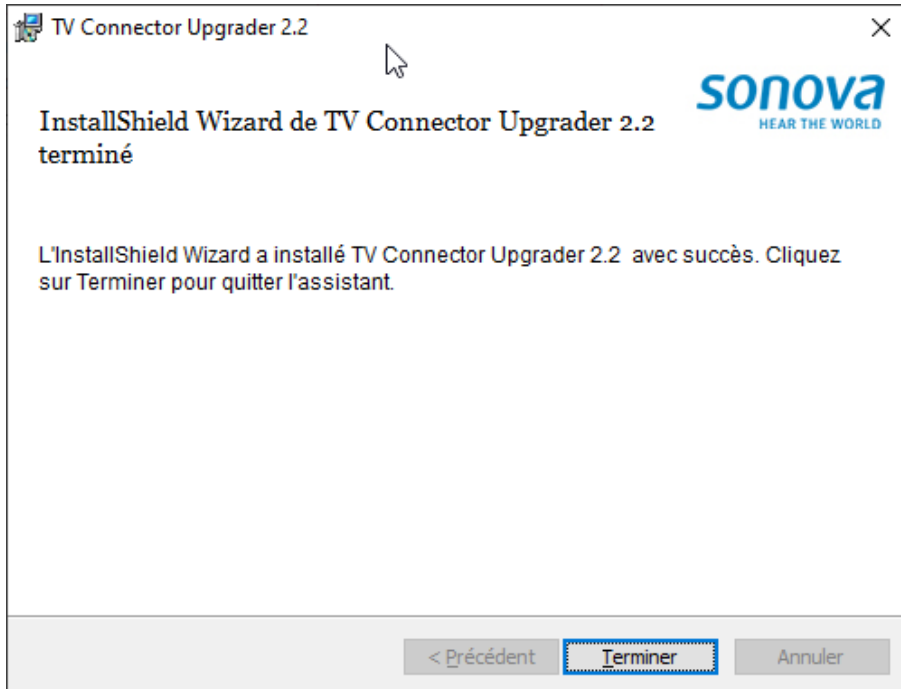 TV Connector Upgrader 2.2
sonova
HEAR THE WORLD
InstallShield Wizard de TV Connector Upgrader 2.2
terminé
L'InstallShield Wizard a installé TV Connector Upgrader 2.2  avec succès. Cliquez
sur Terminer pour quitter l'assistant.
< Précédent Terminer Annuler